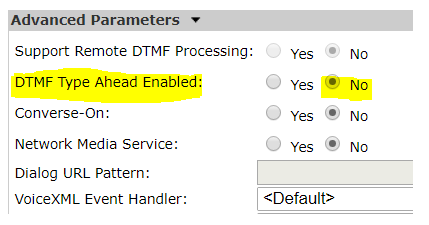 Advanced Parameters
Support Remote DTMF Processing: Yes No
DTMF Type Ahead Enabled: Yes No
Converse-On: Yes No
Network Media Service: Yes No
Dialog URL Pattern:
VoiceXML Event Handler: <Default>